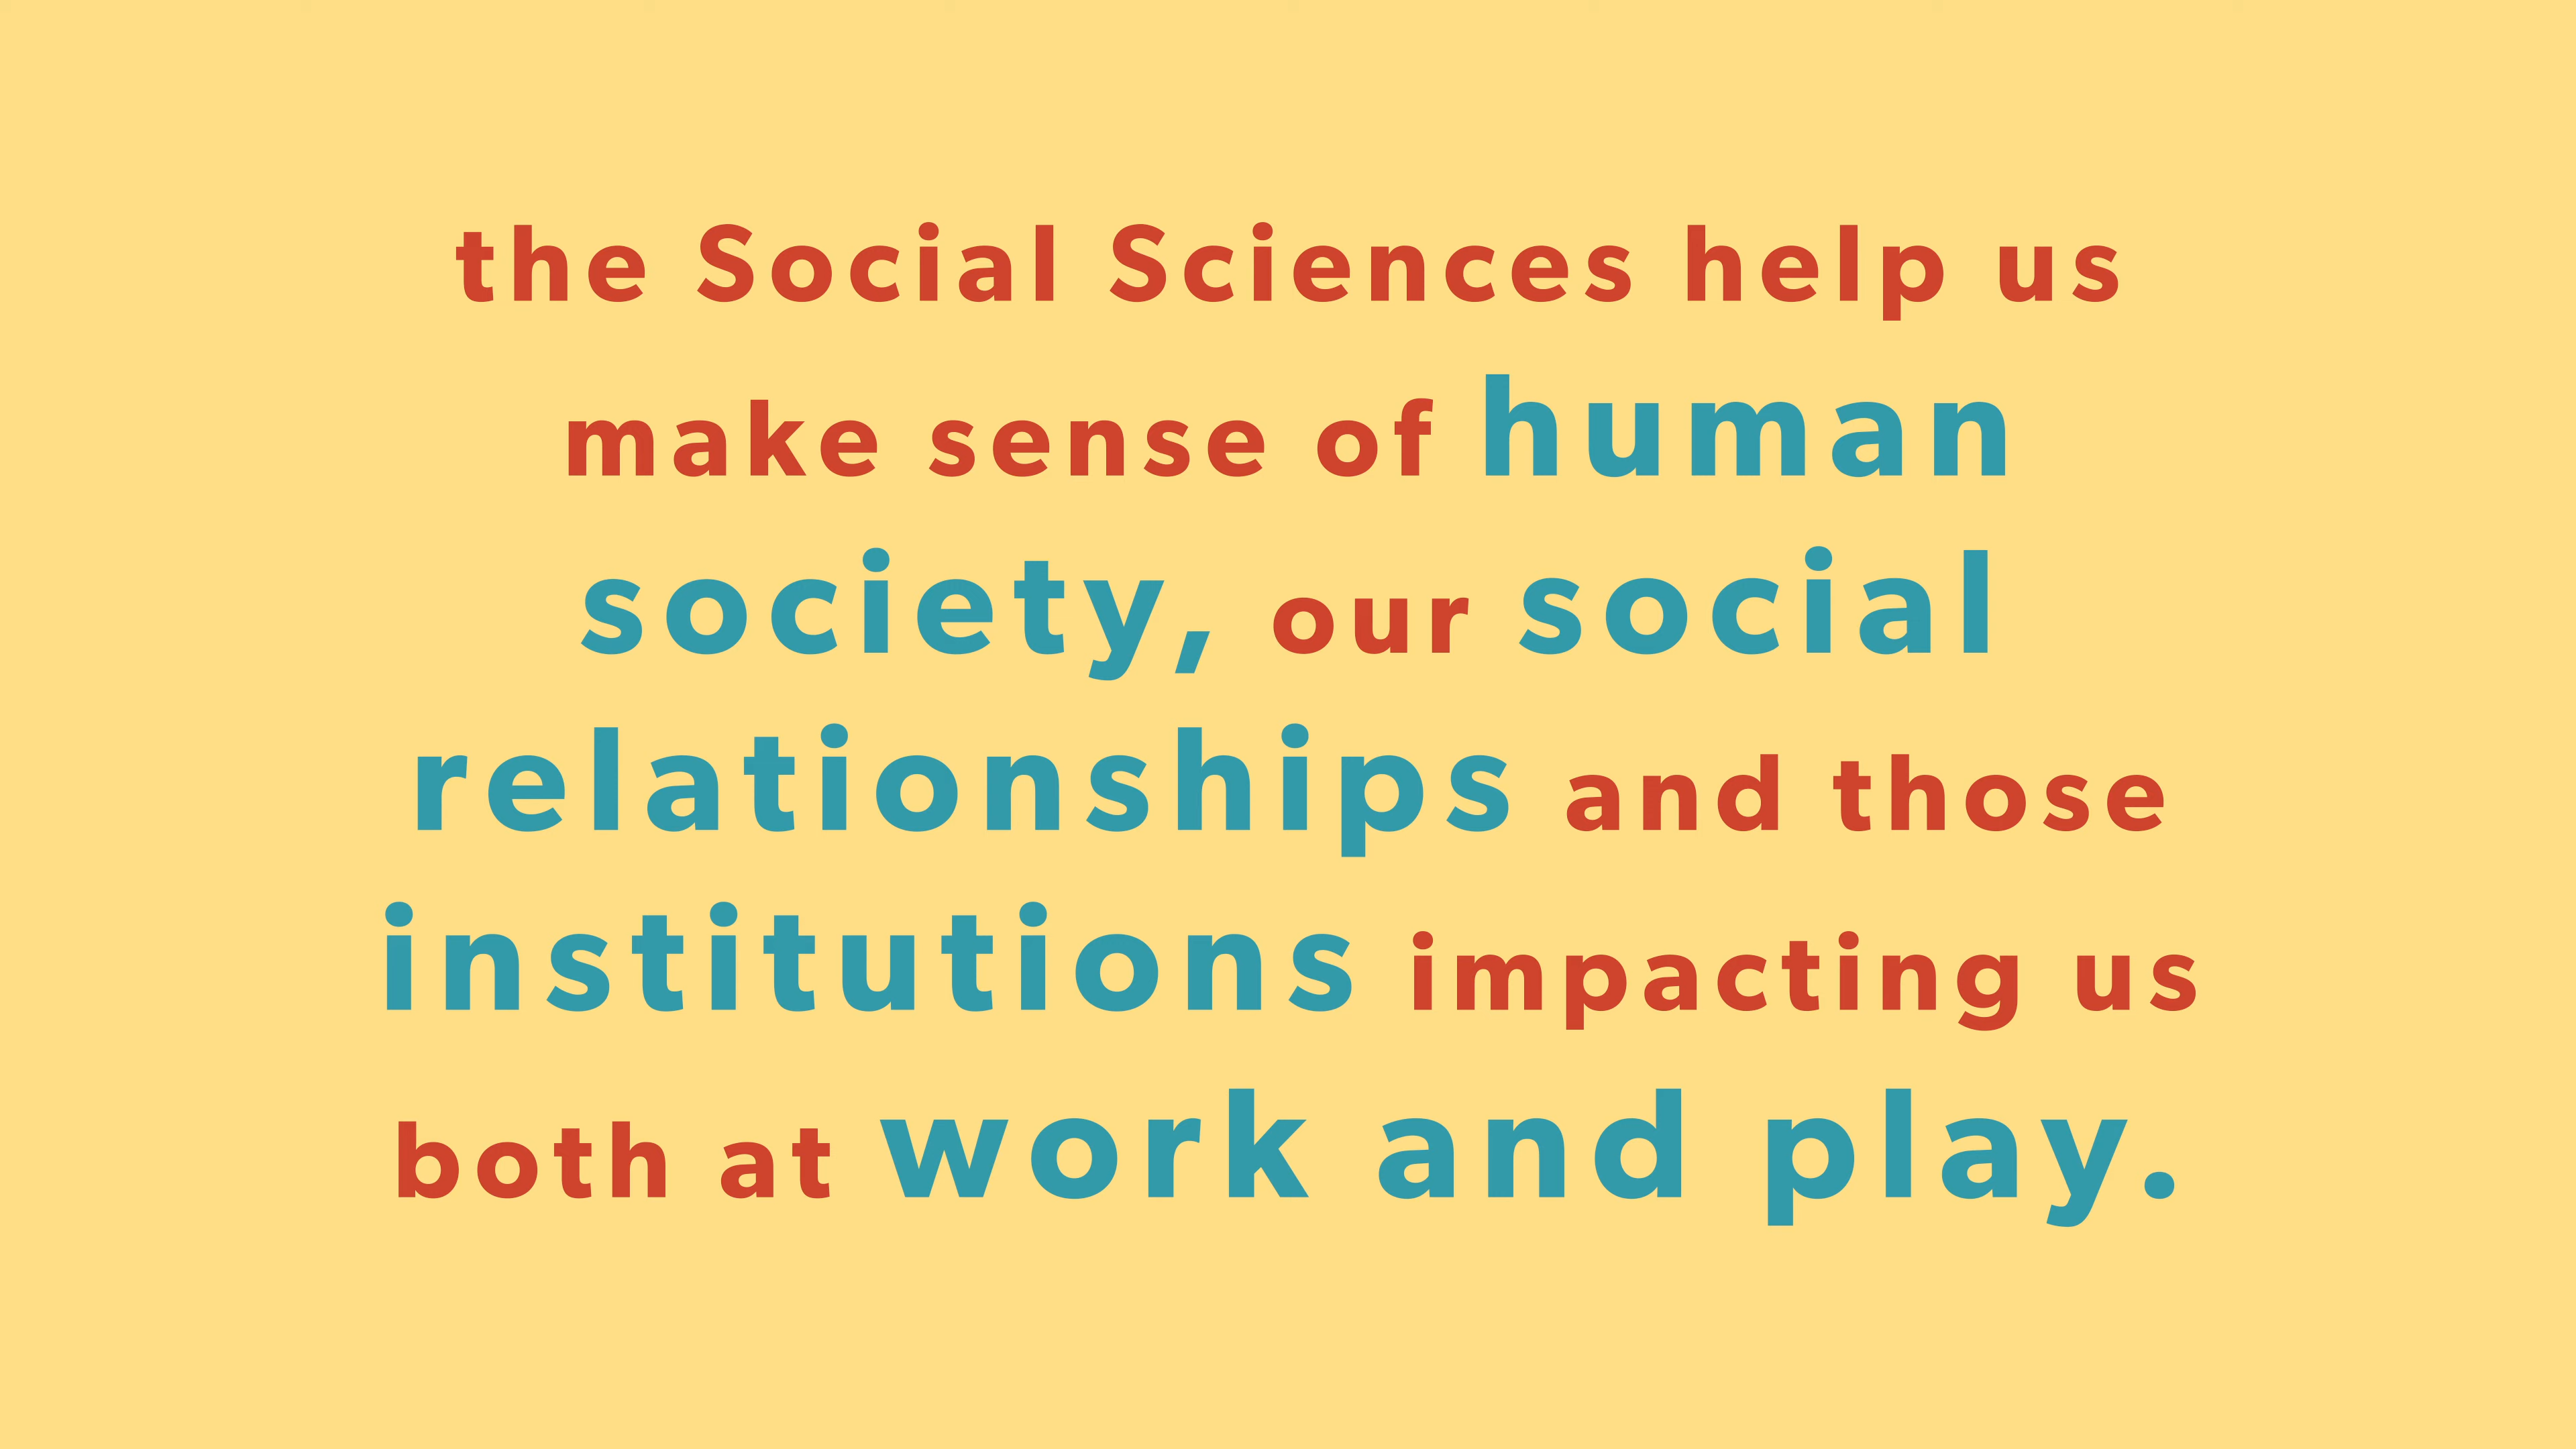 the Social Sciences help us
make sense of human
society, our social
relationships and those
institutions impacting us
both at work and play.